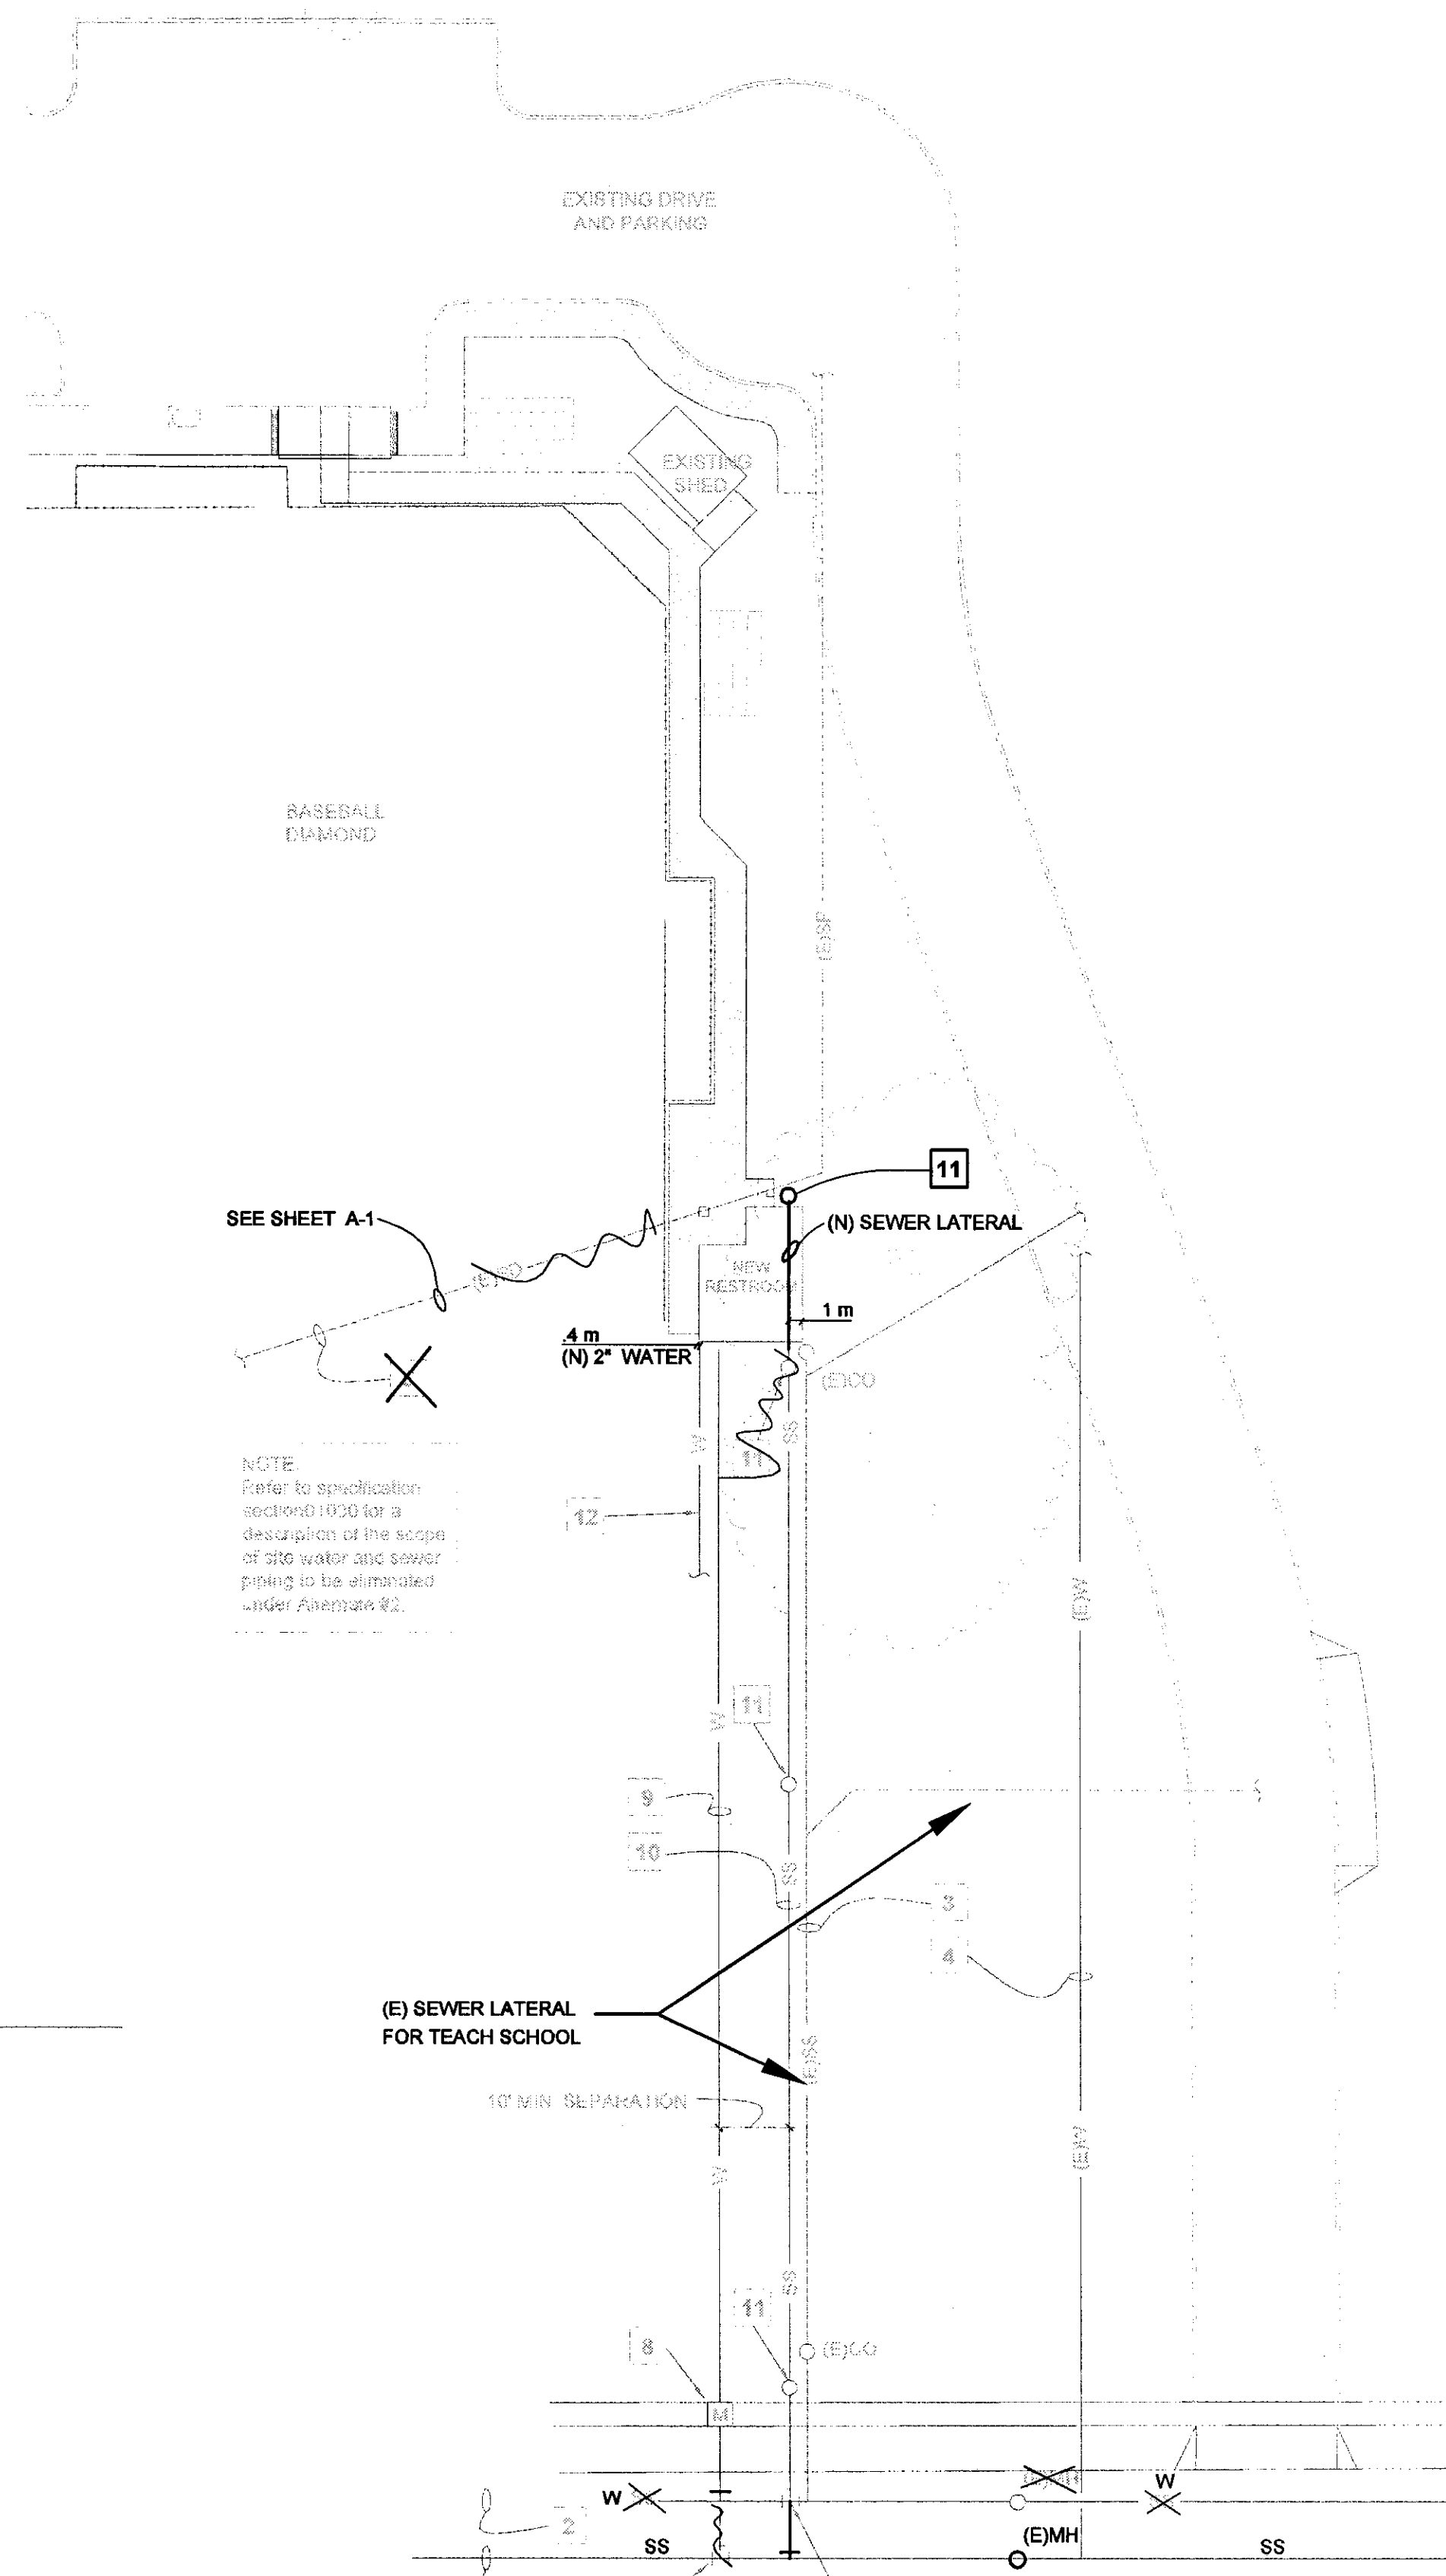 EXISTING DRIVE
AND PARKING
EXISTING
SHED
BASEBALL
DIAMOND
11
SEE SHEET A-1
(N) SEWER LATERAL
NEW
RESTROOM
1 m
.4 m
(N) 2" WATER
(E)CO
W
SS
11
NOTE:
Refer to specification
section01030 for a
description of the scope
of site water and sewer
piping to be eliminated
under Alternate #2.
12
(E)W
11
W
9
10
SS
3
4
(E) SEWER LATERAL
FOR TEACH SCHOOL
(E)SS
10' MIN. SEPARATION
W
(E)W
SS
11
8
(E)CO
M
W
W
2
SS
(E)MH
SS